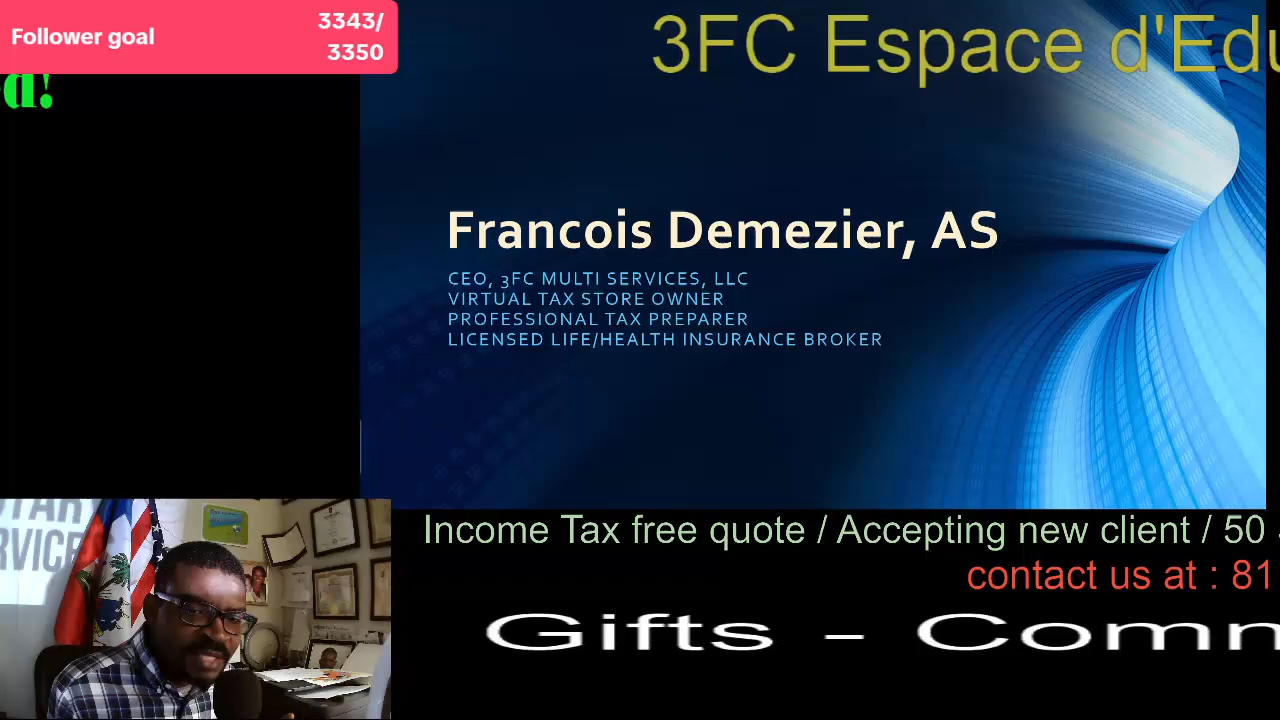 Follower goal
3343/
3350
3FC Espace d'Edu
d!
Francois Demezier, AS
CEO, 3FC MULTI SERVICES, LLC
VIRTUAL TAX STORE OWNER
PROFESSIONAL TAX PREPARER
LICENSED LIFE/HEALTH INSURANCE BROKER
Income Tax free quote / Accepting new client / 50
contact us at : 81
Gifts - Com